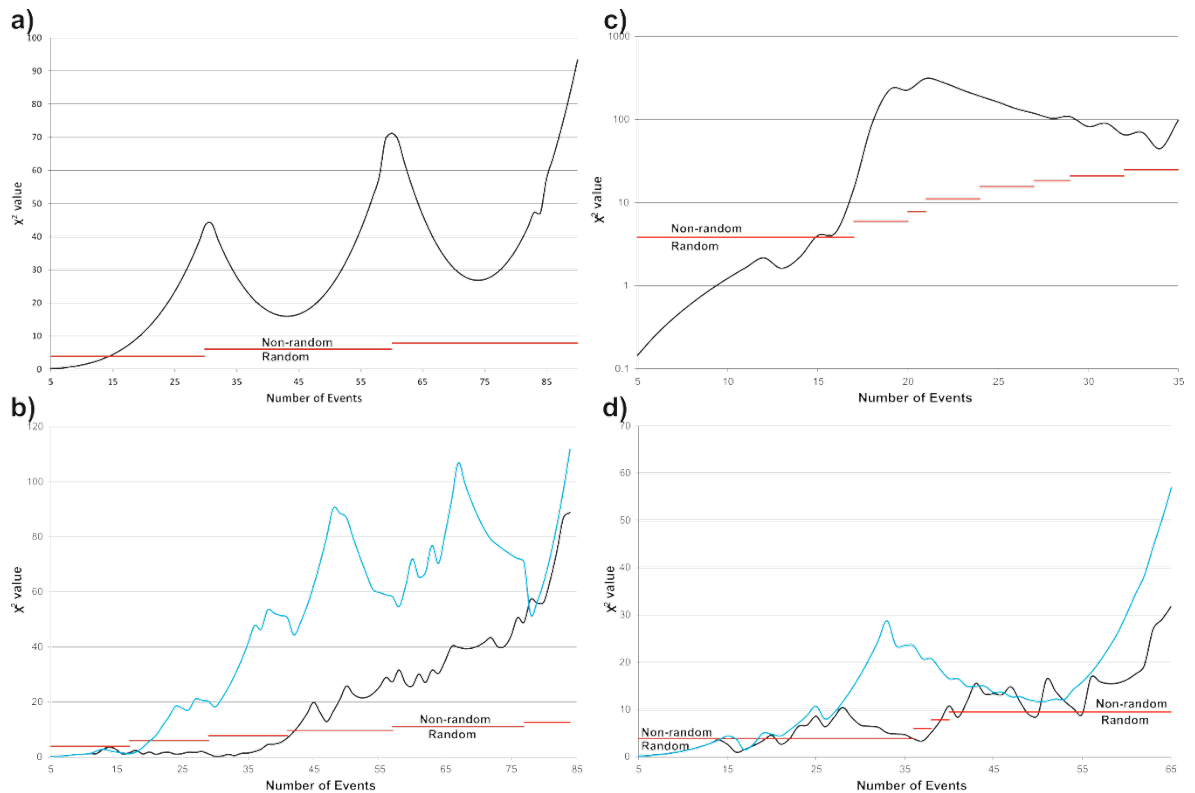 a)
100
90
80
70
60
50
40
30
20
10
0
χ² value
Non-random
Random
5 15 25 35 45 55 65 75 85
Number of Events
b)
120
100
80
60
40
20
0
χ² value
Non-random
Random
5 15 25 35 45 55 65 75 85
Number of Events
c)
1000
100
10
1
0.1
χ² value
Non-random
Random
5 10 15 20 25 30 35
Number of Events
d)
70
60
50
40
30
20
10
0
χ² value
Non-random
Random
Non-random
Random
5 15 25 35 45 55 65
Number of Events